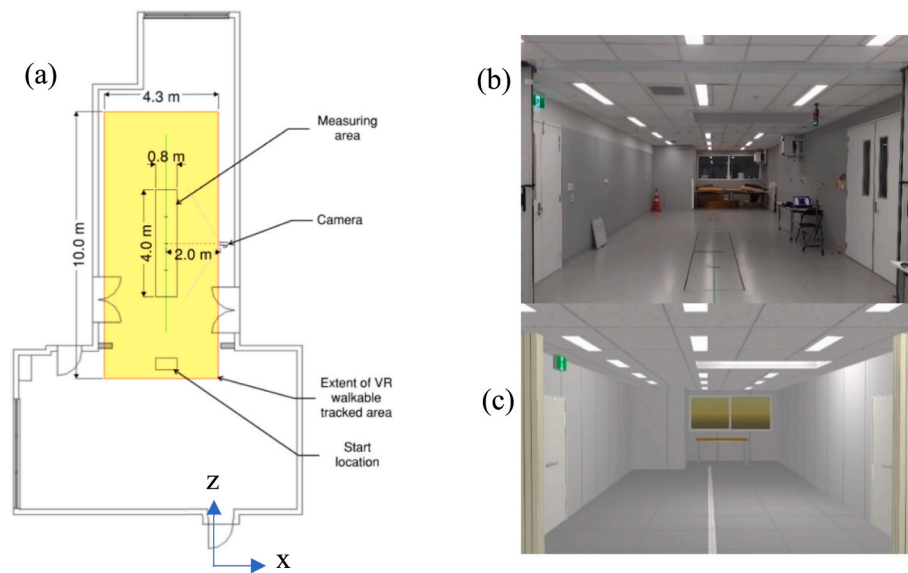 (a)
4.3 m
Measuring
area
0.8 m
Camera
10.0 m
4.0 m
2.0 m
Extent of VR
walkable
tracked area
Start
location
z
x
(b)
(c)